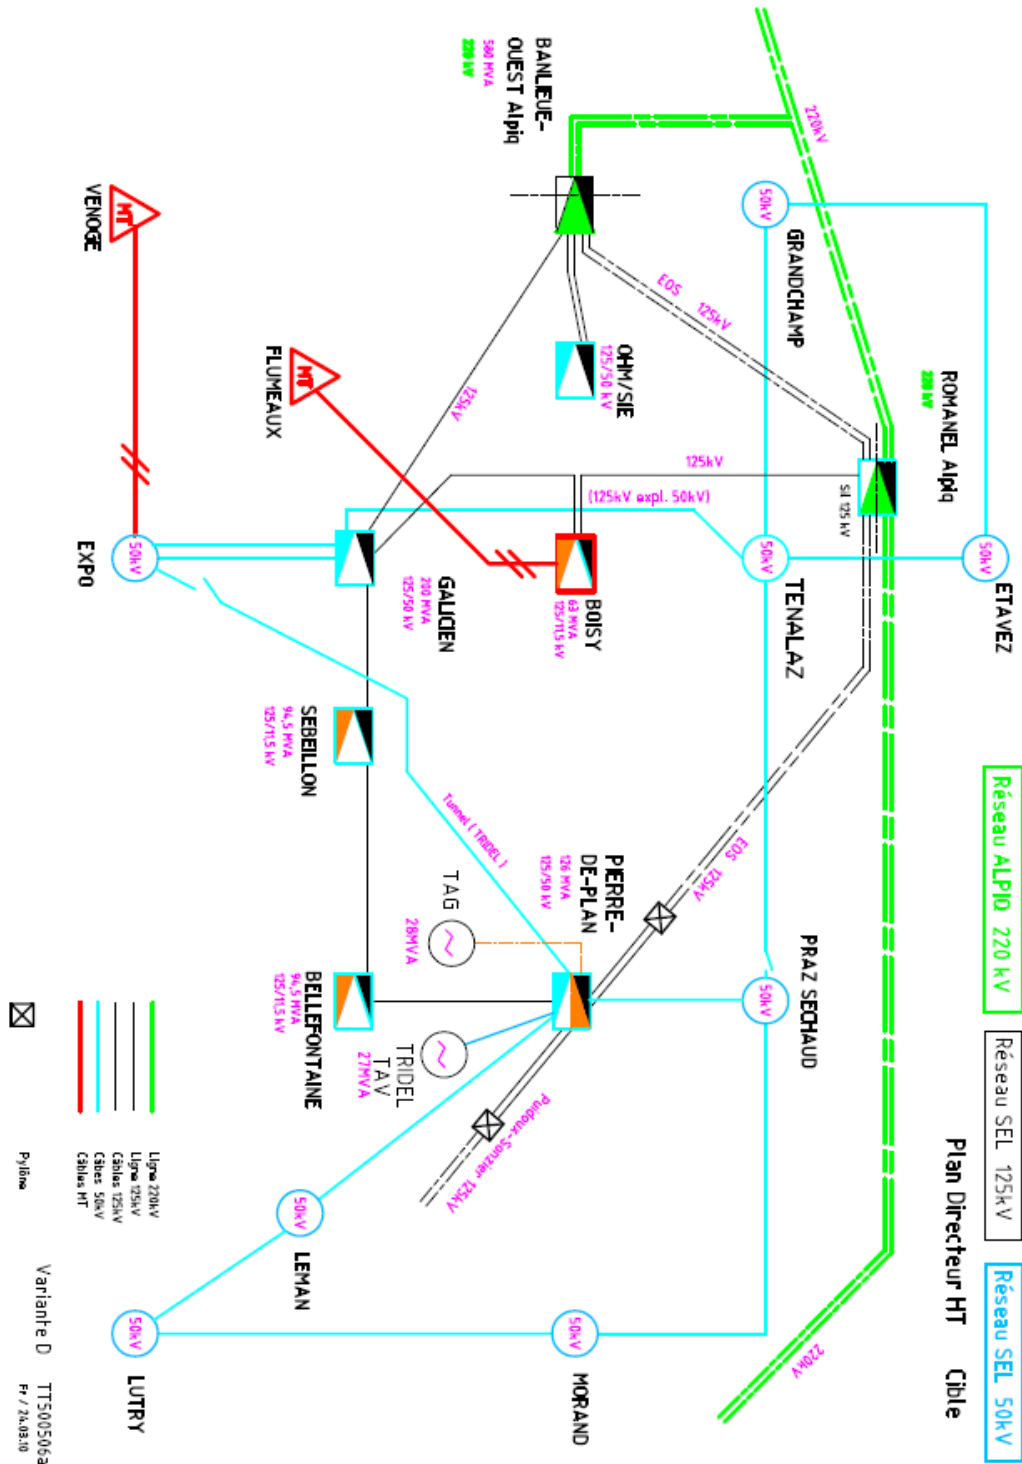 Réseau ALPIQ 220 kV
Réseau SEL 125kV
Réseau SEL 50kV
Plan Directeur HT Cible
220kV
220kV
BANLIEUE-
OUEST Alpiq
580 MVA
220 kV
ROMANEL Alpiq
220 kV
Sil 125 kV
50kV
GRANDCHAMP
50kV
ETAVEZ
50kV
TENALAZ
EOS 125kV
OHM/SIE
125/50 kV
125kV
125kV
(125kV expl. 50kV)
MT
VENOGE
MT
FLUMEAUX
50kV
EXPO
GALICIEN
200 MVA
125/50 kV
BOISY
63 MVA
125/11,5 kV
SEBEILLON
94,5 MVA
125/11,5 kV
Tunnel ( TRIDEL )
EOS 125kV
PIERRE-
DE-PLAN
126 MVA
125/50 kV
TAG
28MVA
TRIDEL
TAV
27MVA
BELLEFONTAINE
94,5 MVA
125/11,5 kV
50kV
PRAZ SECHAUD
Puidoux-Sonzier 125kV
50kV
LEMAN
50kV
LUTRY
50kV
MORAND
Ligne 220kV
Ligne 125kV
Câbles 125kV
Câbes 50kV
Câbles MT
Pylône
Variante D
TT500506a
Fr / 24.03.10